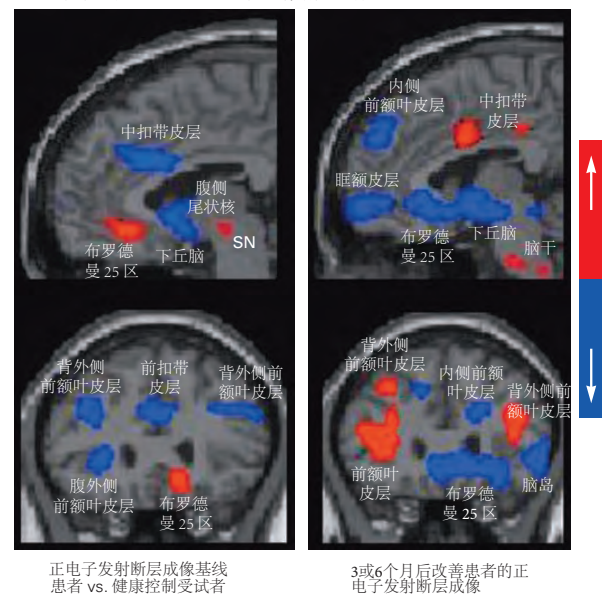 中扣带皮层
腹侧
尾状核
SN
布罗德
曼 25 区
下丘脑
内侧
前额叶皮层
中扣带
皮层
眶额皮层
布罗德
曼 25 区
下丘脑
脑干
背外侧
前额叶皮层
前扣带
皮层
背外侧前
额叶皮层
腹外侧
前额叶皮层
布罗德
曼 25 区
背外侧
前额叶皮层
内侧前额
叶皮层
背外侧前
额叶皮层
前额叶
皮层
布罗德
曼 25 区
脑岛
正电子发射断层成像基线
患者 vs. 健康控制受试者
3或6个月后改善患者的正
电子发射断层成像